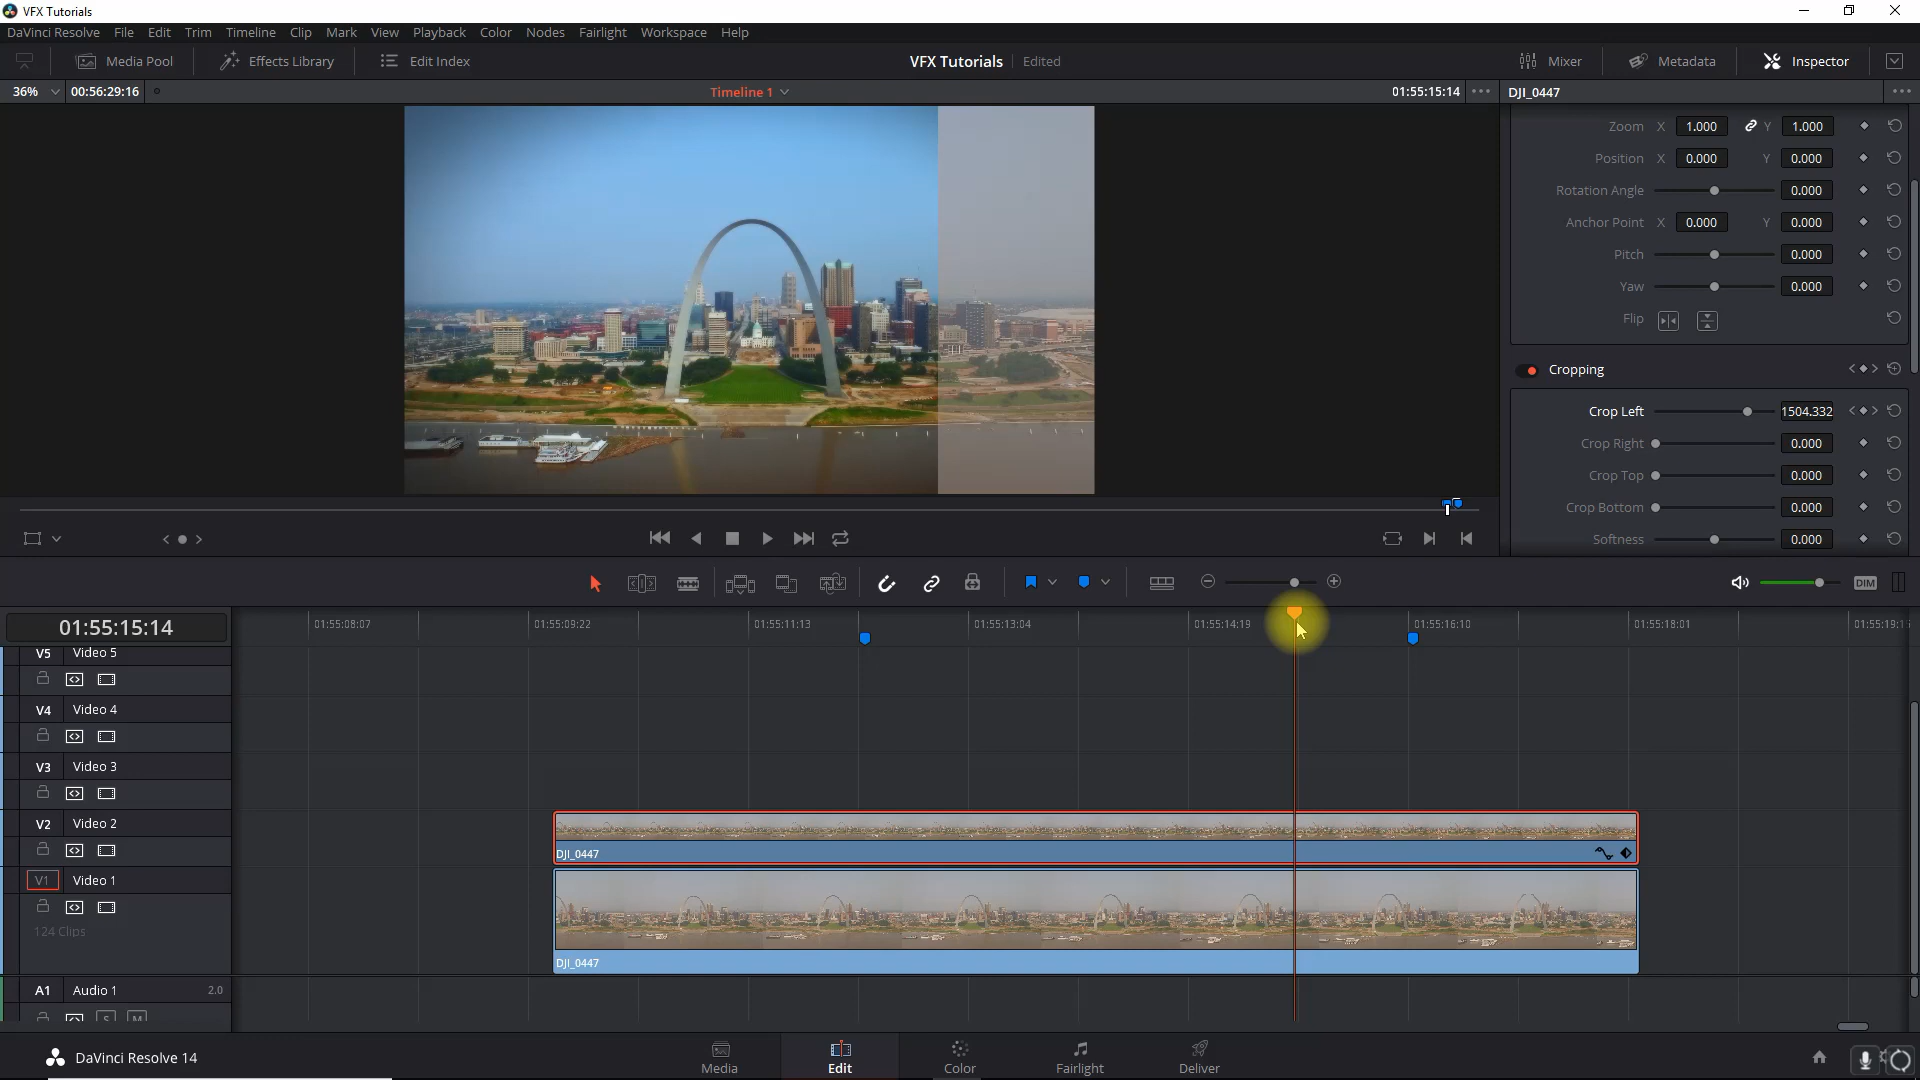 VFX Tutorials
DaVinci Resolve File Edit Trim Timeline Clip Mark View Playback Color Nodes Fairlight Workspace Help
Media Pool Effects Library Edit Index VFX Tutorials Edited Mixer Metadata Inspector
36% 00:56:29:16 Timeline 1 01:55:15:14 DJI_0447
Zoom X 1.000 Y 1.000
Position X 0.000 Y 0.000
Rotation Angle 0.000
Anchor Point X 0.000 Y 0.000
Pitch 0.000
Yaw 0.000
Flip
Cropping
Crop Left 1504.332
Crop Right 0.000
Crop Top 0.000
Crop Bottom 0.000
Softness 0.000
DIM
01:55:15:14 01:55:08:07 01:55:09:22 01:55:11:13 01:55:13:04 01:55:14:19 01:55:16:10 01:55:18:01
V5 Video 5
V4 Video 4
V3 Video 3
V2 Video 2
DJI_0447
V1 Video 1
124 Clips
DJI_0447
A1 Audio 1 2.0
S M
DaVinci Resolve 14 Media Edit Color Fairlight Deliver